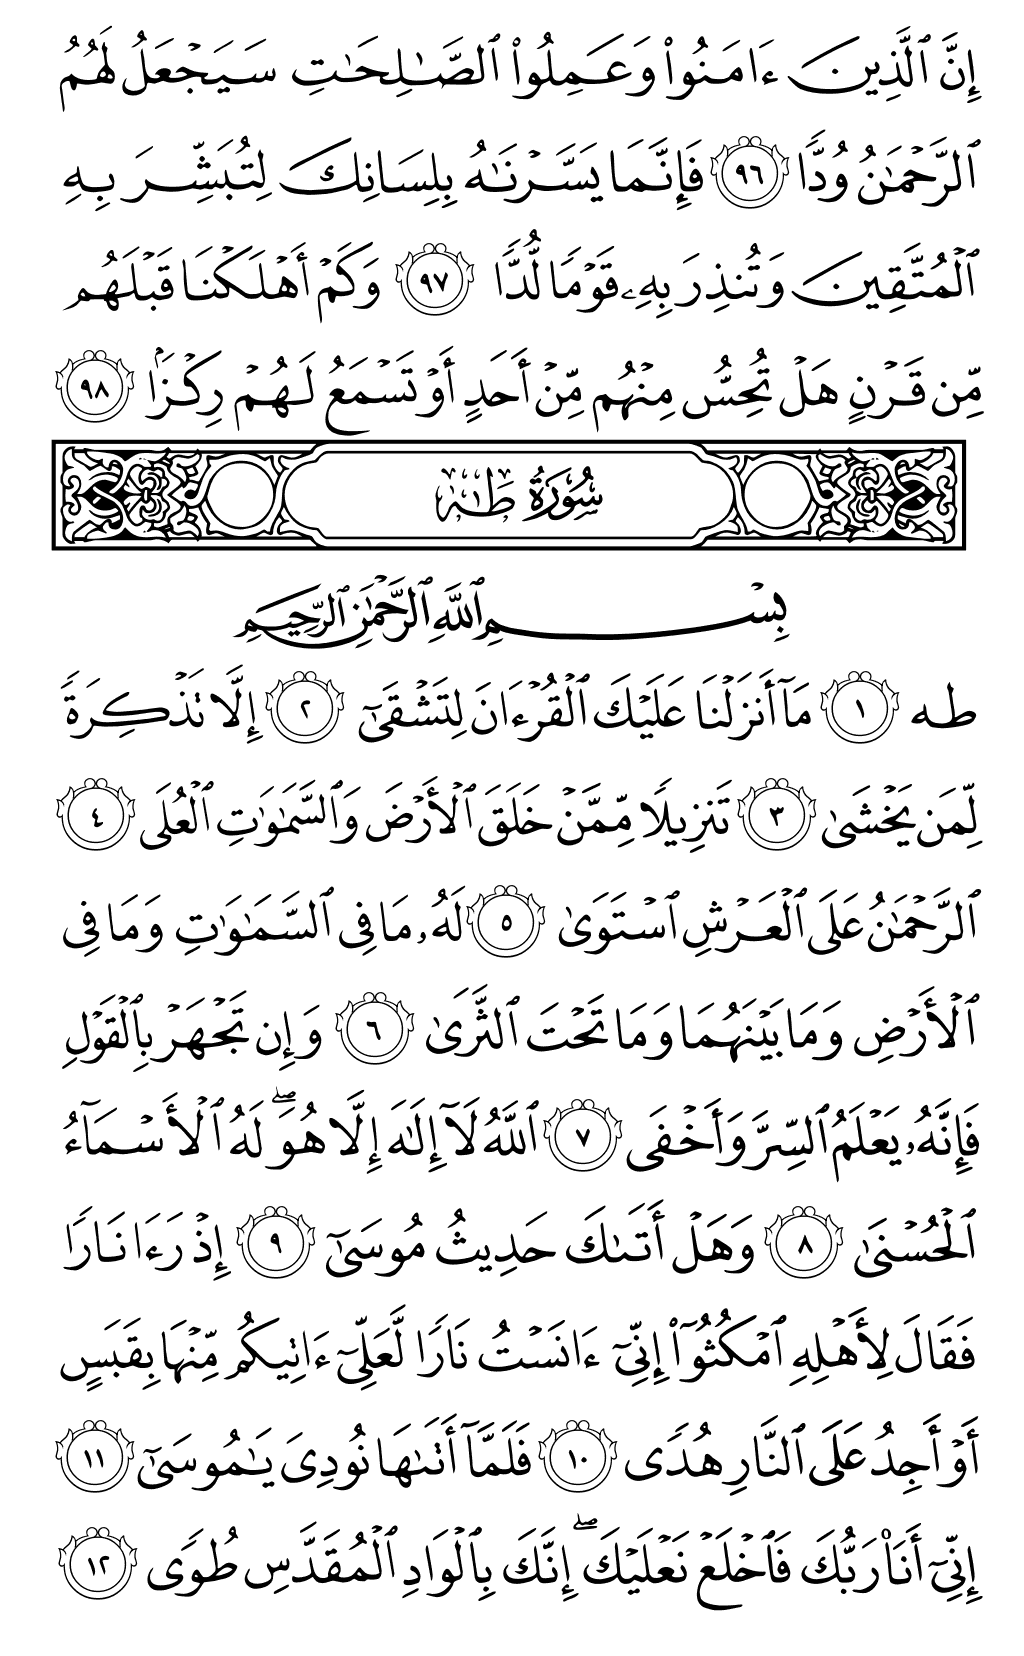 إِنَّ ٱلَّذِينَ ءَامَنُوا۟ وَعَمِلُوا۟ ٱلصَّـٰلِحَـٰتِ سَيَجْعَلُ لَهُمُ
ٱلرَّحْمَـٰنُ وُدًّا ٩٦ فَإِنَّمَا يَسَّرْنَـٰهُ بِلِسَانِكَ لِتُبَشِّرَ بِهِ
ٱلْمُتَّقِينَ وَتُنذِرَ بِهِۦ قَوْمًا لُّدًّا ٩٧ وَكَمْ أَهْلَكْنَا قَبْلَهُم
مِّن قَرْنٍ هَلْ تُحِسُّ مِنْهُم مِّنْ أَحَدٍ أَوْ تَسْمَعُ لَهُمْ رِكْزًۢا ٩٨
سُورَةُ طه
بِسْمِ ٱللَّهِ ٱلرَّحْمَـٰنِ ٱلرَّحِيمِ
طه ١ مَآ أَنزَلْنَا عَلَيْكَ ٱلْقُرْءَانَ لِتَشْقَىٰٓ ٢ إِلَّا تَذْكِرَةً
لِّمَن يَخْشَىٰ ٣ تَنزِيلًا مِّمَّنْ خَلَقَ ٱلْأَرْضَ وَٱلسَّمَـٰوَٰتِ ٱلْعُلَى ٤
ٱلرَّحْمَـٰنُ عَلَى ٱلْعَرْشِ ٱسْتَوَىٰ ٥ لَهُۥ مَا فِى ٱلسَّمَـٰوَٰتِ وَمَا فِى
ٱلْأَرْضِ وَمَا بَيْنَهُمَا وَمَا تَحْتَ ٱلثَّرَىٰ ٦ وَإِن تَجْهَرْ بِٱلْقَوْلِ
فَإِنَّهُۥ يَعْلَمُ ٱلسِّرَّ وَأَخْفَى ٧ ٱللَّهُ لَآ إِلَـٰهَ إِلَّا هُوَ ۖ لَهُ ٱلْأَسْمَآءُ
ٱلْحُسْنَىٰ ٨ وَهَلْ أَتَىٰكَ حَدِيثُ مُوسَىٰٓ ٩ إِذْ رَءَا نَارًا
فَقَالَ لِأَهْلِهِ ٱمْكُثُوٓا۟ إِنِّىٓ ءَانَسْتُ نَارًا لَّعَلِّىٓ ءَاتِيكُم مِّنْهَا بِقَبَسٍ
أَوْ أَجِدُ عَلَى ٱلنَّارِ هُدًى ١٠ فَلَمَّآ أَتَىٰهَا نُودِىَ يَـٰمُوسَىٰٓ ١١
إِنِّىٓ أَنَا۠ رَبُّكَ فَٱخْلَعْ نَعْلَيْكَ ۖ إِنَّكَ بِٱلْوَادِ ٱلْمُقَدَّسِ طُوًى ١٢